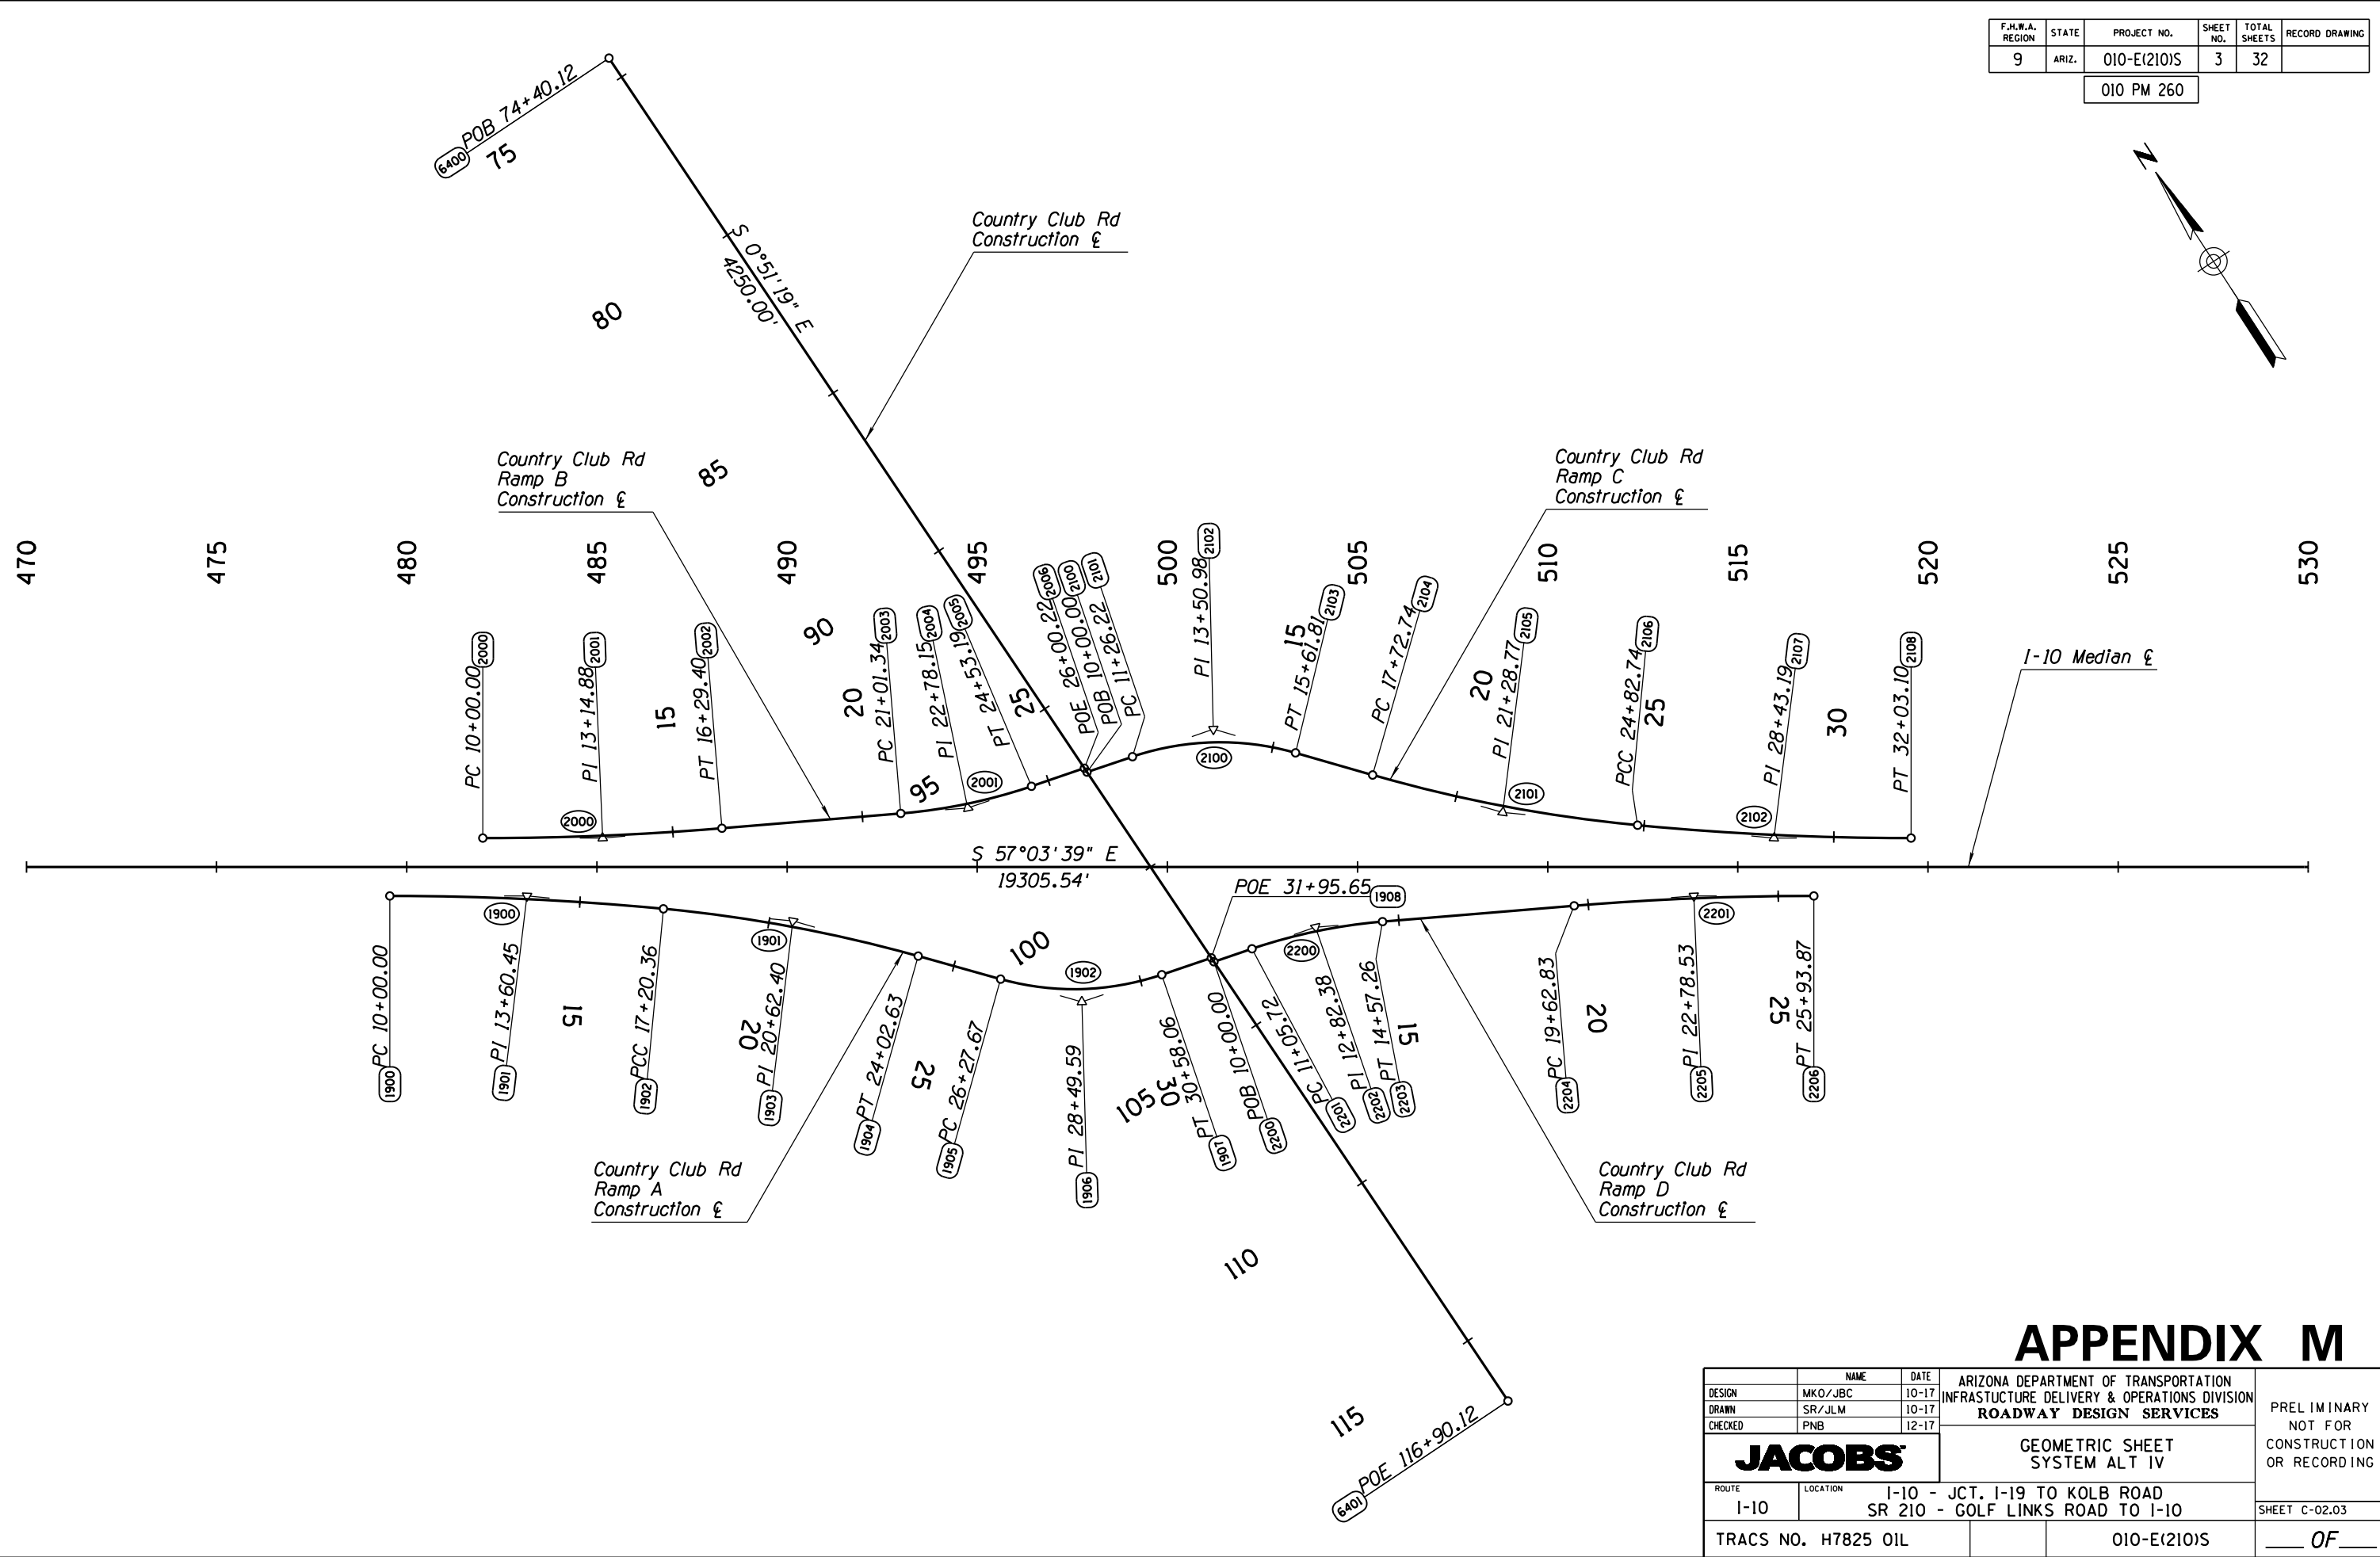 F.H.W.A. REGION STATE PROJECT NO. SHEET NO. TOTAL SHEETS RECORD DRAWING
9 ARIZ. 010-E(210)S 3 32
010 PM 260
N
POB 74+40.12
6400
75
S 0°51'19" E
4250.00'
Country Club Rd
Construction ℄
80
Country Club Rd
Ramp B
Construction ℄
85
Country Club Rd
Ramp C
Construction ℄
470 475 480 485 490 495 500 505 510 515 520 525 530
90
PC 10+00.00 2000
PI 13+14.88 2001
15
PT 16+29.40 2002
20
PC 21+01.34 2003
PI 22+78.15 2004
PT 24+53.19 2005
25
POE 26+00.22 2006
POB 10+00.00 2100
PC 11+26.22 2101
PI 13+50.98 2102
15
PT 15+61.81 2103
PC 17+72.74 2104
20
PI 21+28.77 2105
PCC 24+82.74 2106
25
PI 28+43.19 2107
30
PT 32+03.10 2108
I-10 Median ℄
2000
95
2001
2100
2101
2102
S 57°03'39" E
19305.54'
POE 31+95.65 1908
1900
1901
100
1902
2200
2201
PC 10+00.00 1900
PI 13+60.45 1901
15
PCC 17+20.36 1902
20
PI 20+62.40 1903
PT 24+02.63 1904
25
PC 26+27.67 1905
PI 28+49.59 1906
105
30
PT 30+58.06 1907
POB 10+00.00 2200
PC 11+05.72 2201
PI 12+82.38 2202
PT 14+57.26 2203
15
PC 19+62.83 2204
20
PI 22+78.53 2205
25
PT 25+93.87 2206
Country Club Rd
Ramp A
Construction ℄
Country Club Rd
Ramp D
Construction ℄
110
115
POE 116+90.12
6401
APPENDIX M
NAME DATE
DESIGN MKO/JBC 10-17
DRAWN SR/JLM 10-17
CHECKED PNB 12-17
ARIZONA DEPARTMENT OF TRANSPORTATION
INFRASTUCTURE DELIVERY & OPERATIONS DIVISION
ROADWAY DESIGN SERVICES
PRELIMINARY
NOT FOR
CONSTRUCTION
OR RECORDING
JACOBS
GEOMETRIC SHEET
SYSTEM ALT IV
ROUTE
I-10
LOCATION
I-10 - JCT. I-19 TO KOLB ROAD
SR 210 - GOLF LINKS ROAD TO I-10
SHEET C-02.03
TRACS NO. H7825 01L
010-E(210)S
OF